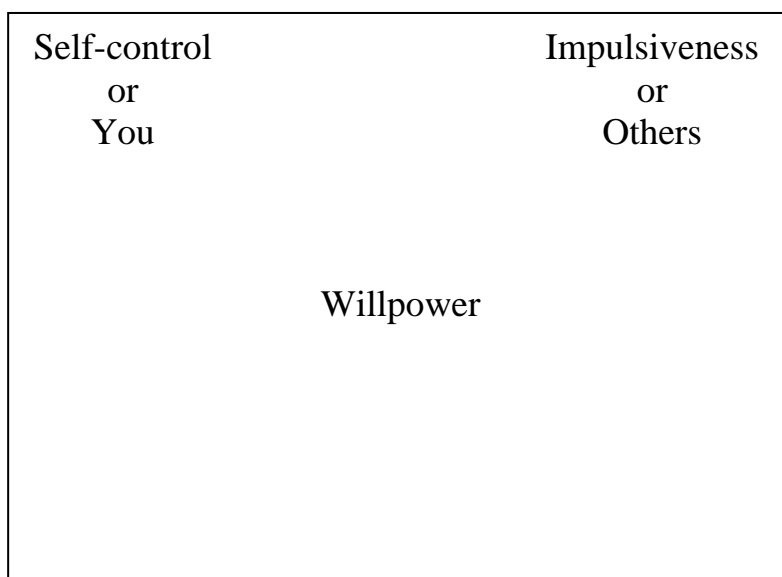 Self-control
or
You
Impulsiveness
or
Others
Willpower